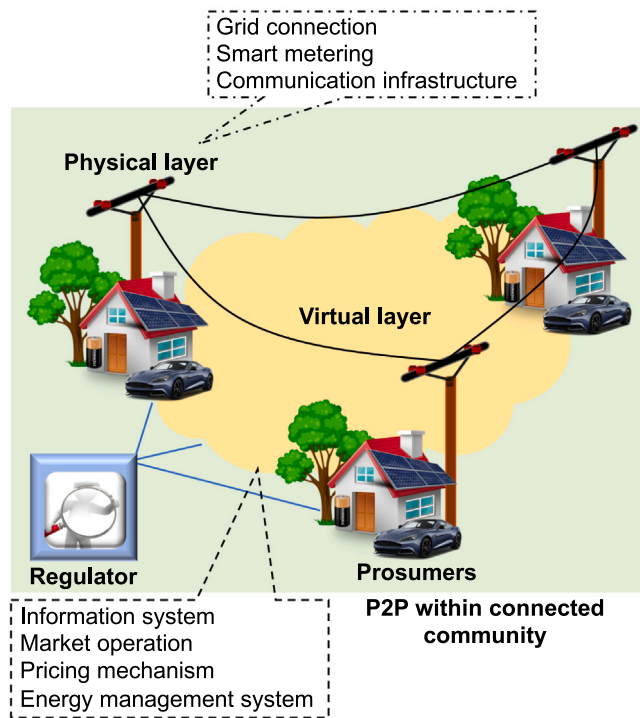 Grid connection
Smart metering
Communication infrastructure
Physical layer
Virtual layer
Regulator
Prosumers
P2P within connected
community
Information system
Market operation
Pricing mechanism
Energy management system